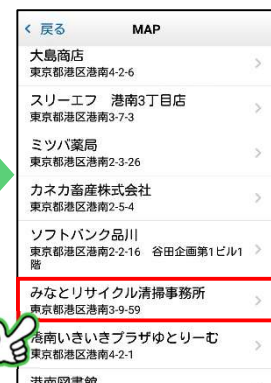 戻る MAP
大島商店
東京都港区港南4-2-6
スリーエフ 港南3丁目店
東京都港区港南3-7-3
ミツバ薬局
東京都港区港南2-3-26
カネカ畜産株式会社
東京都港区港南2-5-4
ソフトバンク品川
東京都港区港南2-2-16 谷田企画第1ビル1
階
みなとリサイクル清掃事務所
東京都港区港南3-9-59
港南いきいきプラザゆとりーむ
東京都港区港南4-2-1
港南図書館